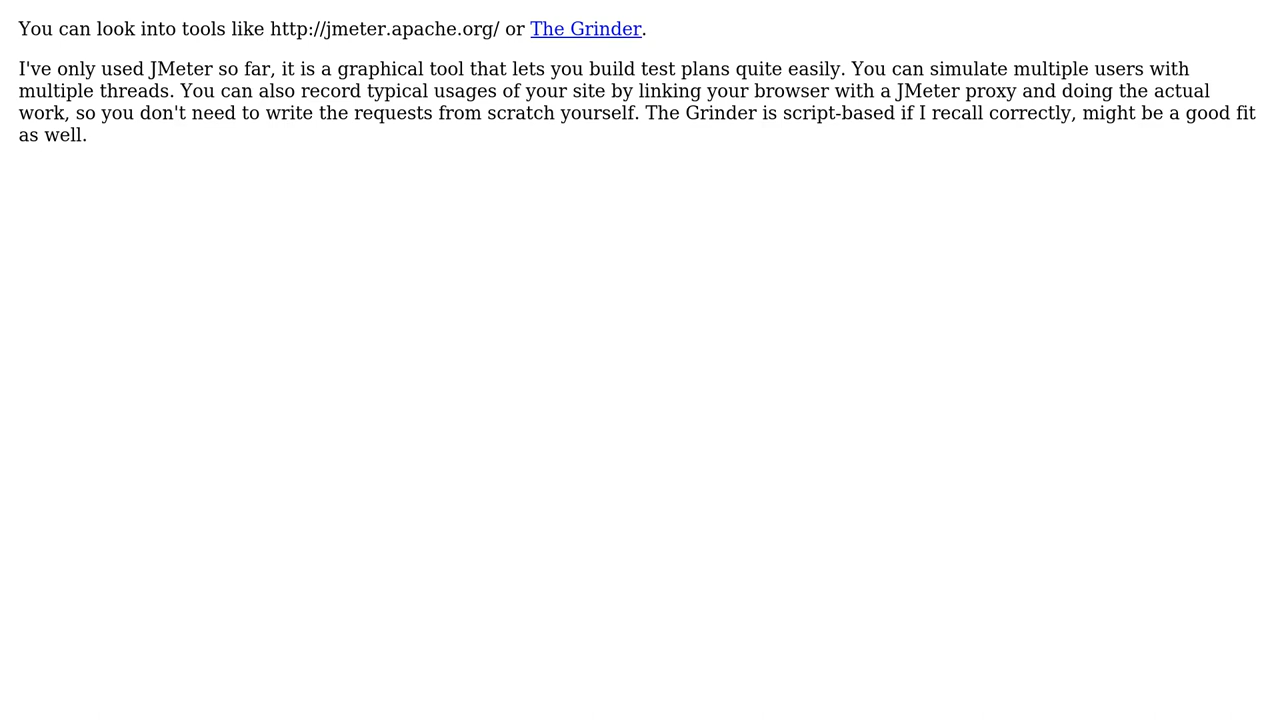 You can look into tools like http://jmeter.apache.org/ or The Grinder.
I've only used JMeter so far, it is a graphical tool that lets you build test plans quite easily. You can simulate multiple users with
multiple threads. You can also record typical usages of your site by linking your browser with a JMeter proxy and doing the actual
work, so you don't need to write the requests from scratch yourself. The Grinder is script-based if I recall correctly, might be a good fit
as well.